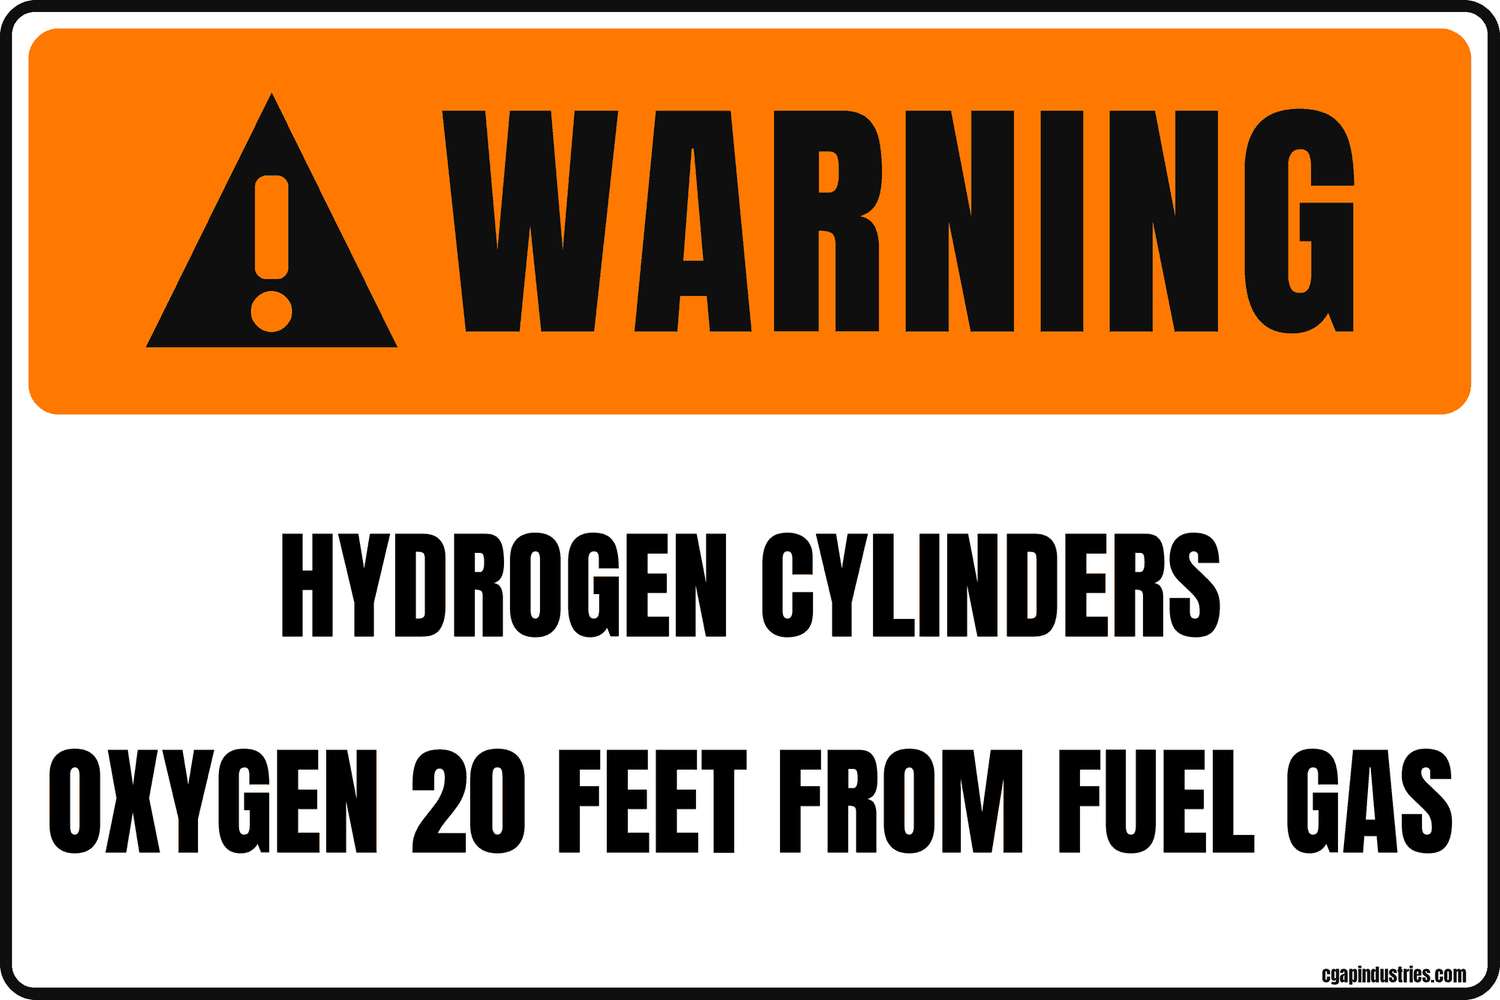 WARNING
HYDROGEN CYLINDERS
OXYGEN 20 FEET FROM FUEL GAS
cgapindustries.com